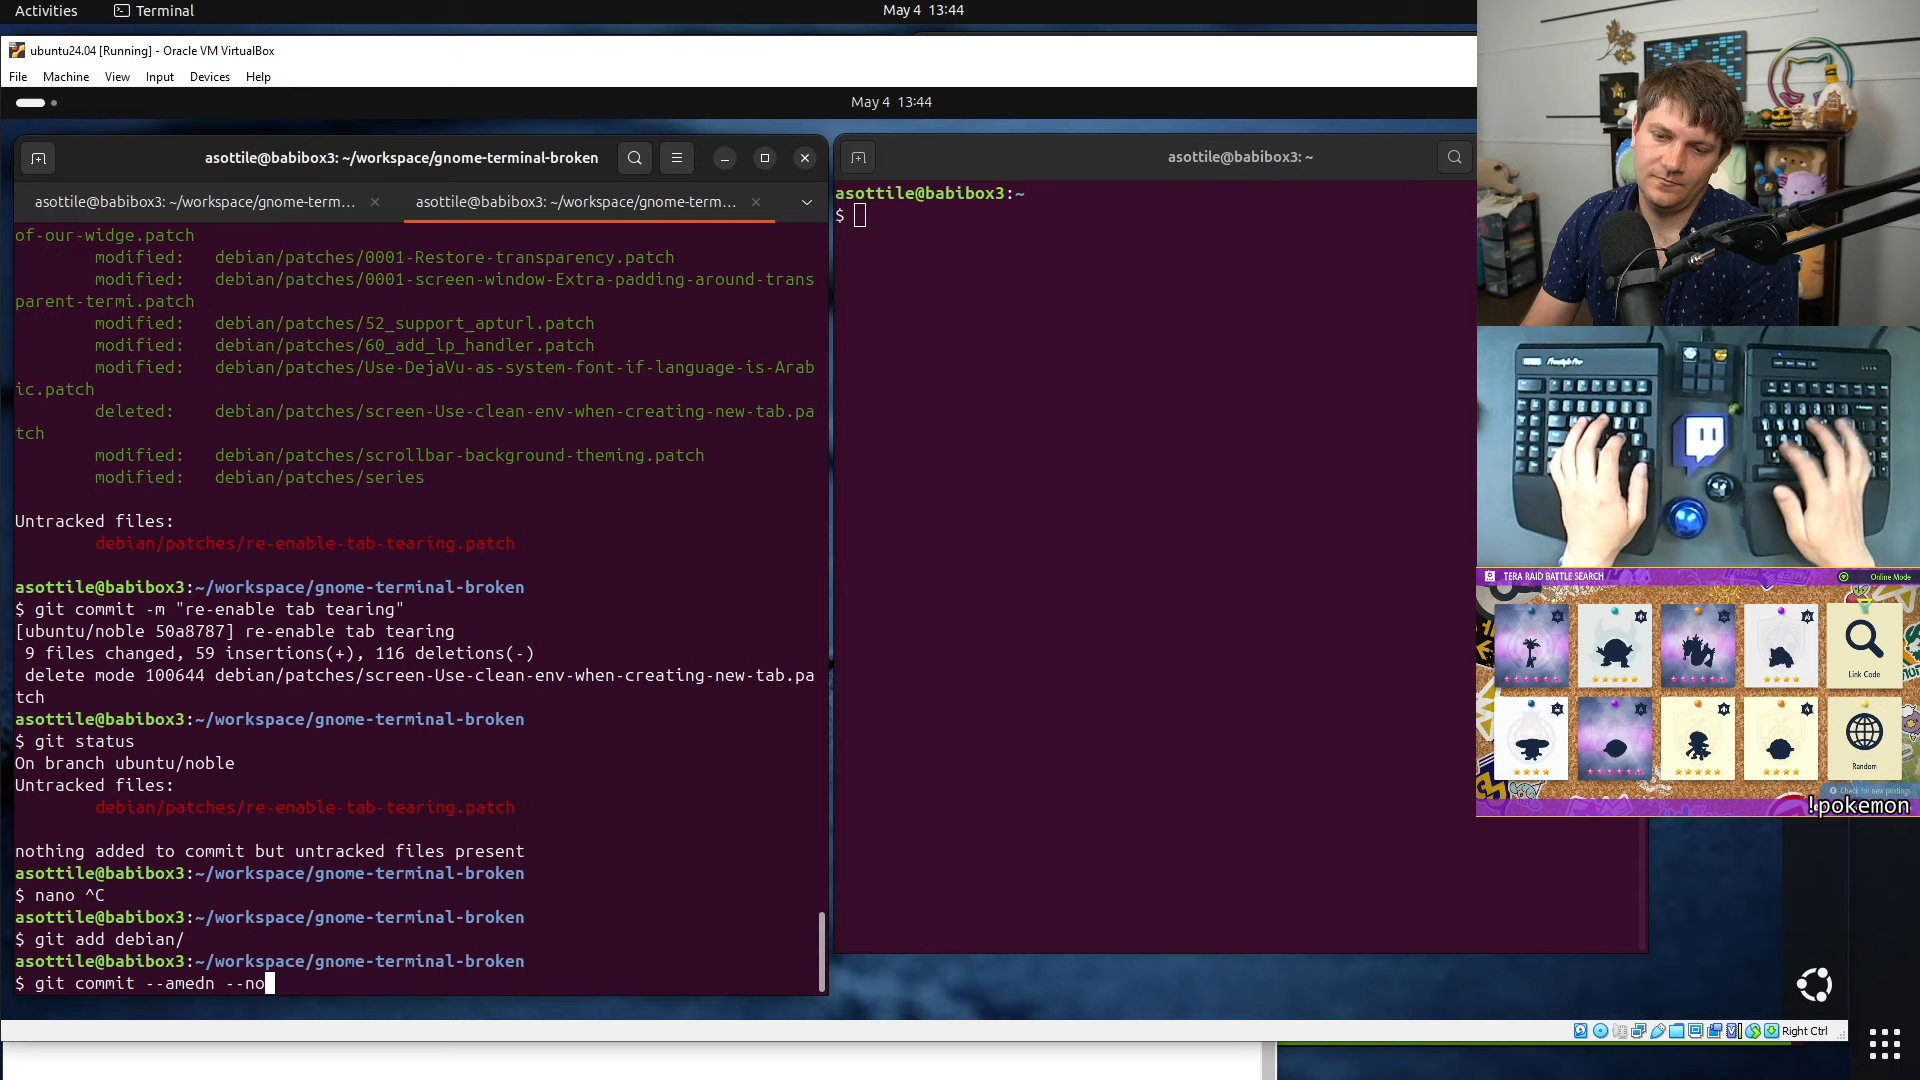 Activities
Terminal
May 4 13:44
ubuntu24.04 [Running] - Oracle VM VirtualBox
File Machine View Input Devices Help
May 4 13:44
asottile@babibox3: ~/workspace/gnome-terminal-broken
asottile@babibox3: ~/workspace/gnome-term...
asottile@babibox3: ~/workspace/gnome-term...
of-our-widge.patch
modified: debian/patches/0001-Restore-transparency.patch
modified: debian/patches/0001-screen-window-Extra-padding-around-trans
parent-termi.patch
modified: debian/patches/52_support_apturl.patch
modified: debian/patches/60_add_lp_handler.patch
modified: debian/patches/Use-DejaVu-as-system-font-if-language-is-Arab
ic.patch
deleted: debian/patches/screen-Use-clean-env-when-creating-new-tab.pa
tch
modified: debian/patches/scrollbar-background-theming.patch
modified: debian/patches/series
Untracked files:
debian/patches/re-enable-tab-tearing.patch
asottile@babibox3:~/workspace/gnome-terminal-broken
$ git commit -m "re-enable tab tearing"
[ubuntu/noble 50a8787] re-enable tab tearing
9 files changed, 59 insertions(+), 116 deletions(-)
delete mode 100644 debian/patches/screen-Use-clean-env-when-creating-new-tab.pa
tch
asottile@babibox3:~/workspace/gnome-terminal-broken
$ git status
On branch ubuntu/noble
Untracked files:
debian/patches/re-enable-tab-tearing.patch
nothing added to commit but untracked files present
asottile@babibox3:~/workspace/gnome-terminal-broken
$ nano ^C
asottile@babibox3:~/workspace/gnome-terminal-broken
$ git add debian/
asottile@babibox3:~/workspace/gnome-terminal-broken
$ git commit --amedn --no
asottile@babibox3: ~
asottile@babibox3:~
$
TERA RAID BATTLE SEARCH
Online Mode
Link Code
Random
Check for new postings
!pokemon
Right Ctrl